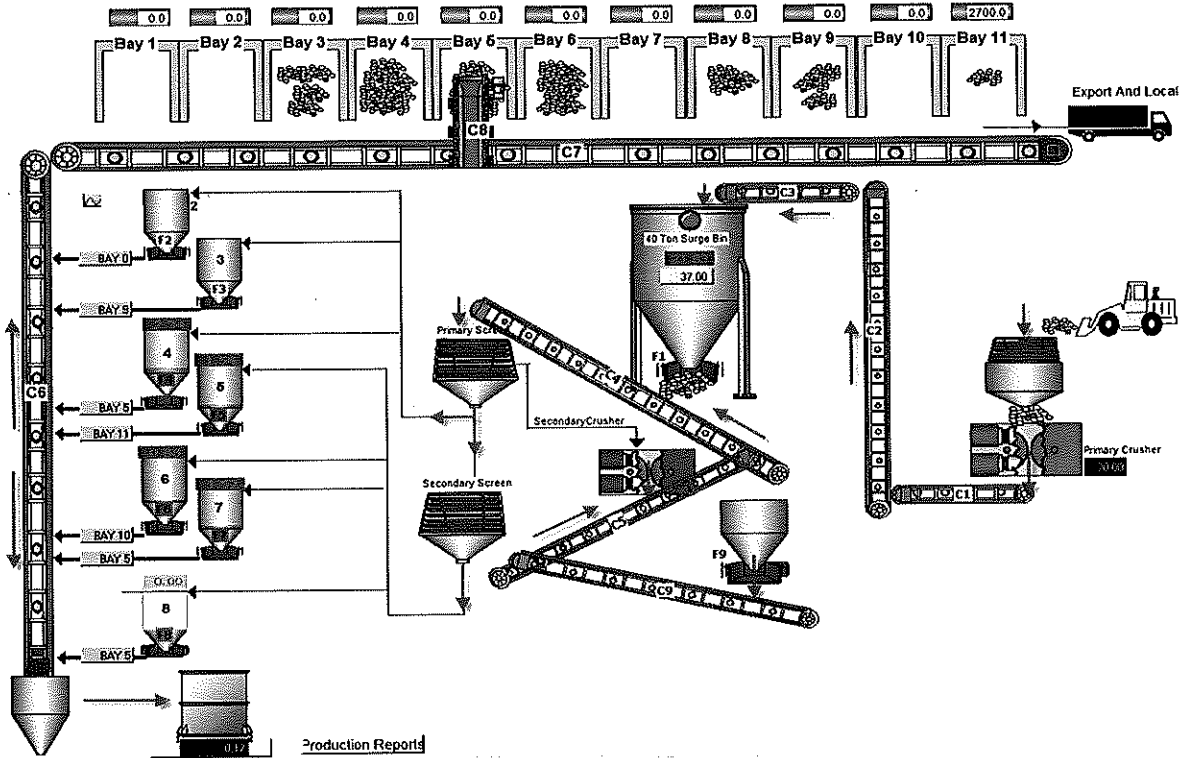 0.0 0.0 0.0 0.0 0.0 0.0 0.0 0.0 0.0 0.0 2700.0
Bay 1 Bay 2 Bay 3 Bay 4 Bay 5 Bay 6 Bay 7 Bay 8 Bay 9 Bay 10 Bay 11
Export And Local
C8
C7
C3
2
F2
BAY 0
3
F3
BAY 9
40 Ton Surge Bin
37.00
Primary Screen
F1
C2
4
C4
5
C6
BAY 5
BAY 11
SecondaryCrusher
Primary Crusher
6
Secondary Screen
7
C1
C5
BAY 10
BAY 5
F9
C9
0.00
8
BAY 5
Production Reports